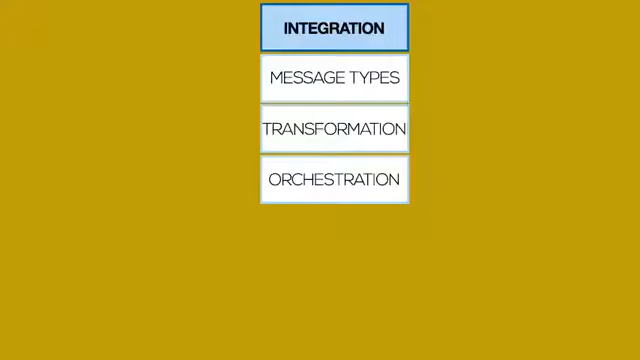 INTEGRATION
MESSAGE TYPES
TRANSFORMATION
ORCHESTRATION